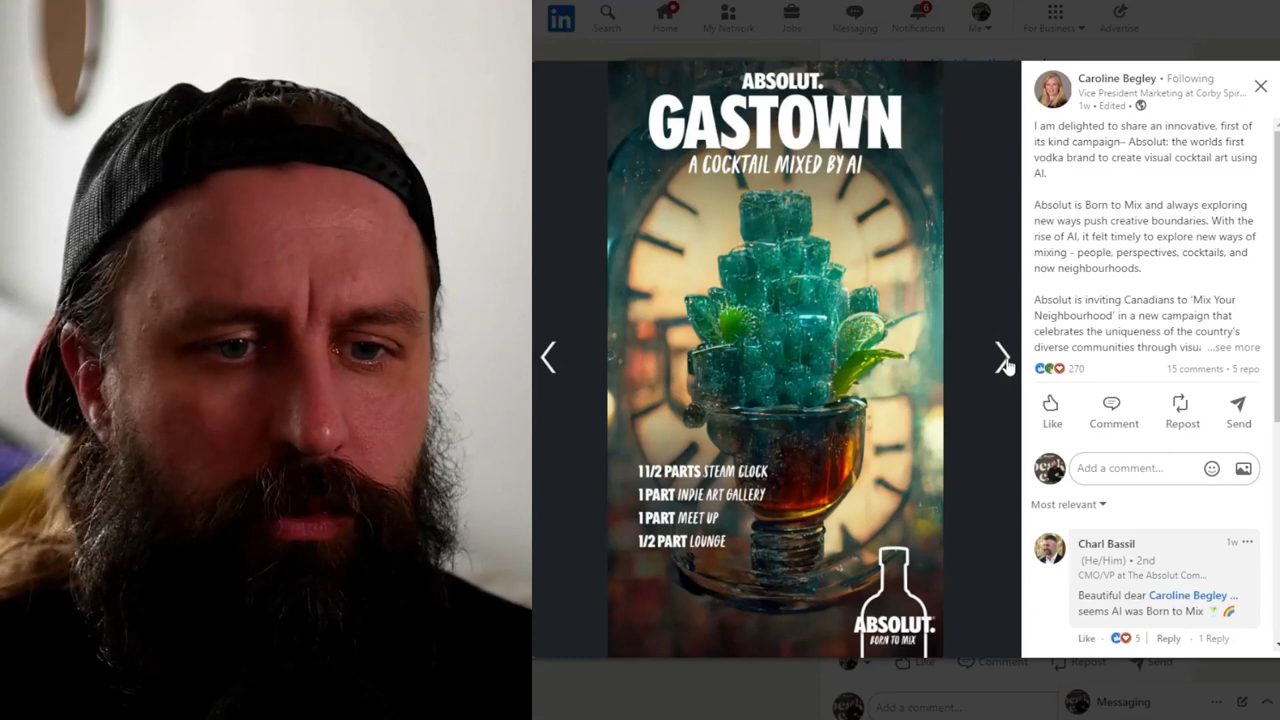 in
Search
Home
My Network
Jobs
Messaging
6
Notifications
Me
For Business
Advertise
ABSOLUT.
GASTOWN
A COCKTAIL MIXED BY AI
1 1/2 PARTS STEAM CLOCK
1 PART INDIE ART GALLERY
1 PART MEET UP
1/2 PART LOUNGE
ABSOLUT.
BORN TO MIX
Caroline Begley • Following
Vice President Marketing at Corby Spir...
1w • Edited •
I am delighted to share an innovative, first of
its kind campaign– Absolut: the worlds first
vodka brand to create visual cocktail art using
AI.
Absolut is Born to Mix and always exploring
new ways push creative boundaries. With the
rise of AI, it felt timely to explore new ways of
mixing - people, perspectives, cocktails, and
now neighbourhoods.
Absolut is inviting Canadians to 'Mix Your
Neighbourhood' in a new campaign that
celebrates the uniqueness of the country's
diverse communities through visu: ...see more
270
15 comments • 5 repo
Like
Comment
Repost
Send
Add a comment...
Most relevant
Charl Bassil
1w
(He/Him) • 2nd
CMO/VP at The Absolut Com...
Beautiful dear Caroline Begley ...
seems AI was Born to Mix
Like
5
Reply
1 Reply
Like
Comment
Repost
Send
Add a comment...
Messaging